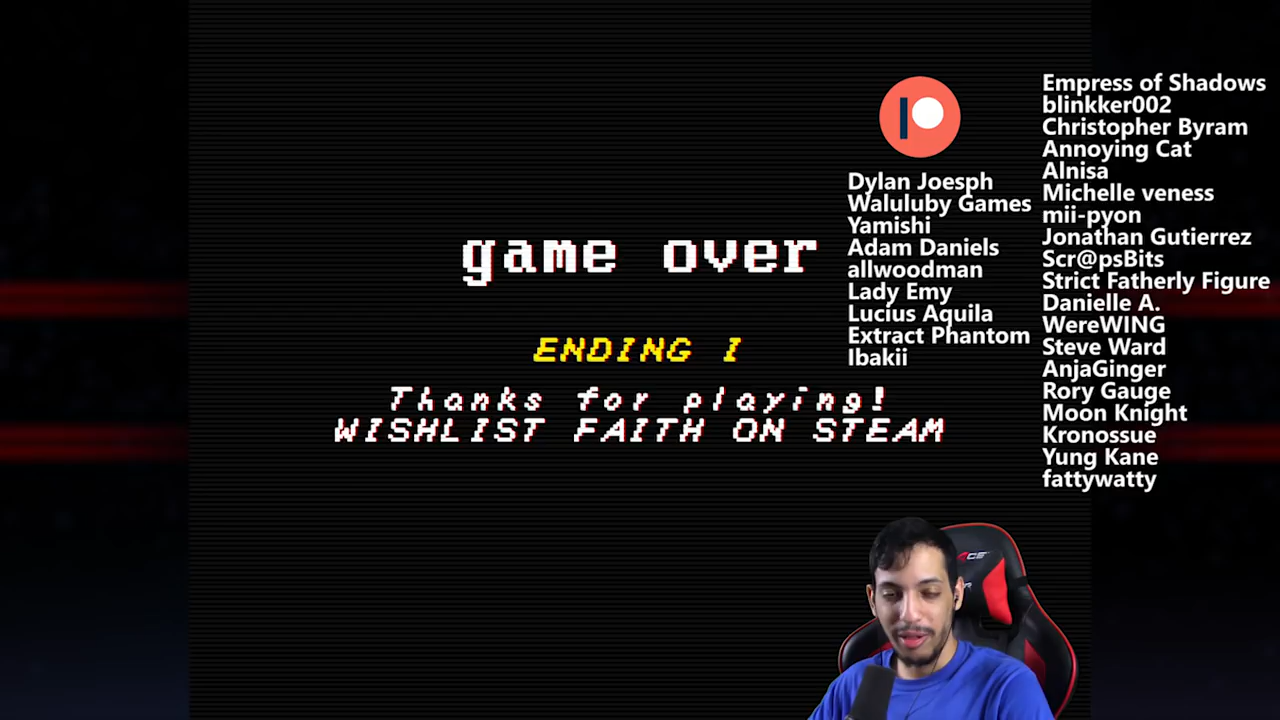 game over
ENDING I
Thanks for playing!
WISHLIST FAITH ON STEAM
Dylan Joesph
Waluluby Games
Yamishi
Adam Daniels
allwoodman
Lady Emy
Lucius Aquila
Extract Phantom
Ibakii
Empress of Shadows
blinkker002
Christopher Byram
Annoying Cat
Alnisa
Michelle veness
mii-pyon
Jonathan Gutierrez
Scr@psBits
Strict Fatherly Figure
Danielle A.
WereWING
Steve Ward
AnjaGinger
Rory Gauge
Moon Knight
Kronossue
Yung Kane
fattywatty